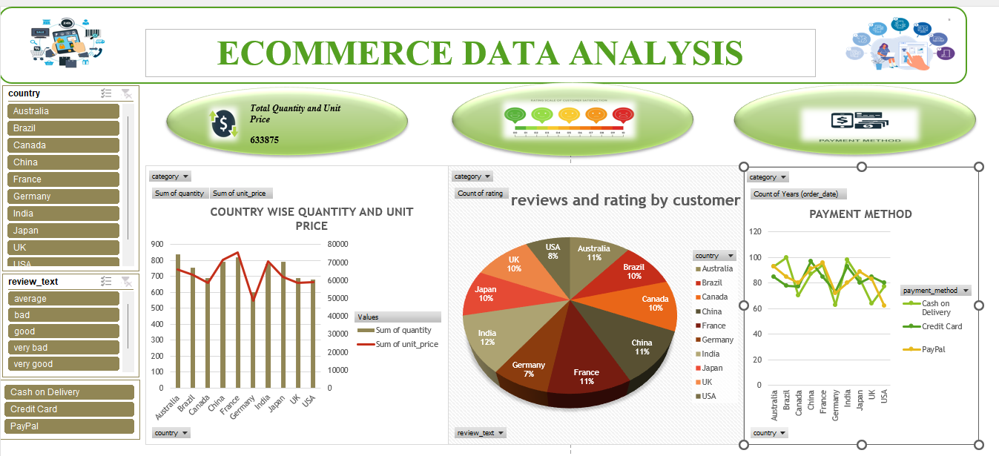 24h
SALE
ECOMMERCE DATA ANALYSIS
country
Australia
Brazil
Canada
China
France
Germany
India
Japan
UK
USA
review_text
average
bad
good
very bad
very good
Cash on Delivery
Credit Card
PayPal
Total Quantity and Unit
Price
633875
RATING SCALE OF CUSTOMER SATISFACTION
PAYMENT METHOD
category
Sum of quantity Sum of unit_price
COUNTRY WISE QUANTITY AND UNIT
PRICE
900
800
700
600
500
400
300
200
100
0
80000
70000
60000
50000
40000
30000
20000
10000
0
Australia
Brazil
Canada
China
France
Germany
India
Japan
UK
USA
Values
Sum of quantity
Sum of unit_price
country
category
Count of rating
reviews and rating by customer
Australia
11%
Brazil
10%
Canada
10%
China
11%
France
11%
Germany
7%
India
12%
Japan
10%
UK
10%
USA
8%
country
Australia
Brazil
Canada
China
France
Germany
India
Japan
UK
USA
review_text
category
Count of Years (order_date)
PAYMENT METHOD
120
100
80
60
40
20
0
Australia
Brazil
Canada
China
France
Germany
India
Japan
UK
USA
payment_method
Cash on
Delivery
Credit Card
PayPal
country